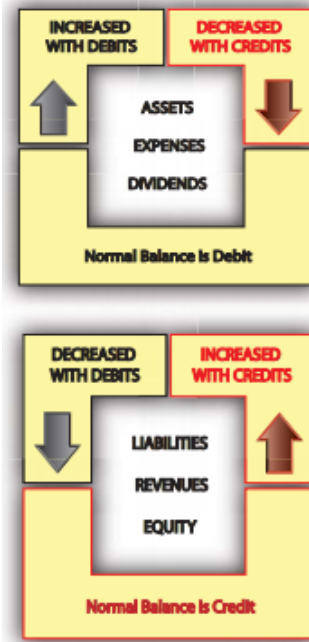 INCREASED
WITH DEBITS
DECREASED
WITH CREDITS
ASSETS
EXPENSES
DIVIDENDS
Normal Balance is Debit
DECREASED
WITH DEBITS
INCREASED
WITH CREDITS
LIABILITIES
REVENUES
EQUITY
Normal Balance is Credit